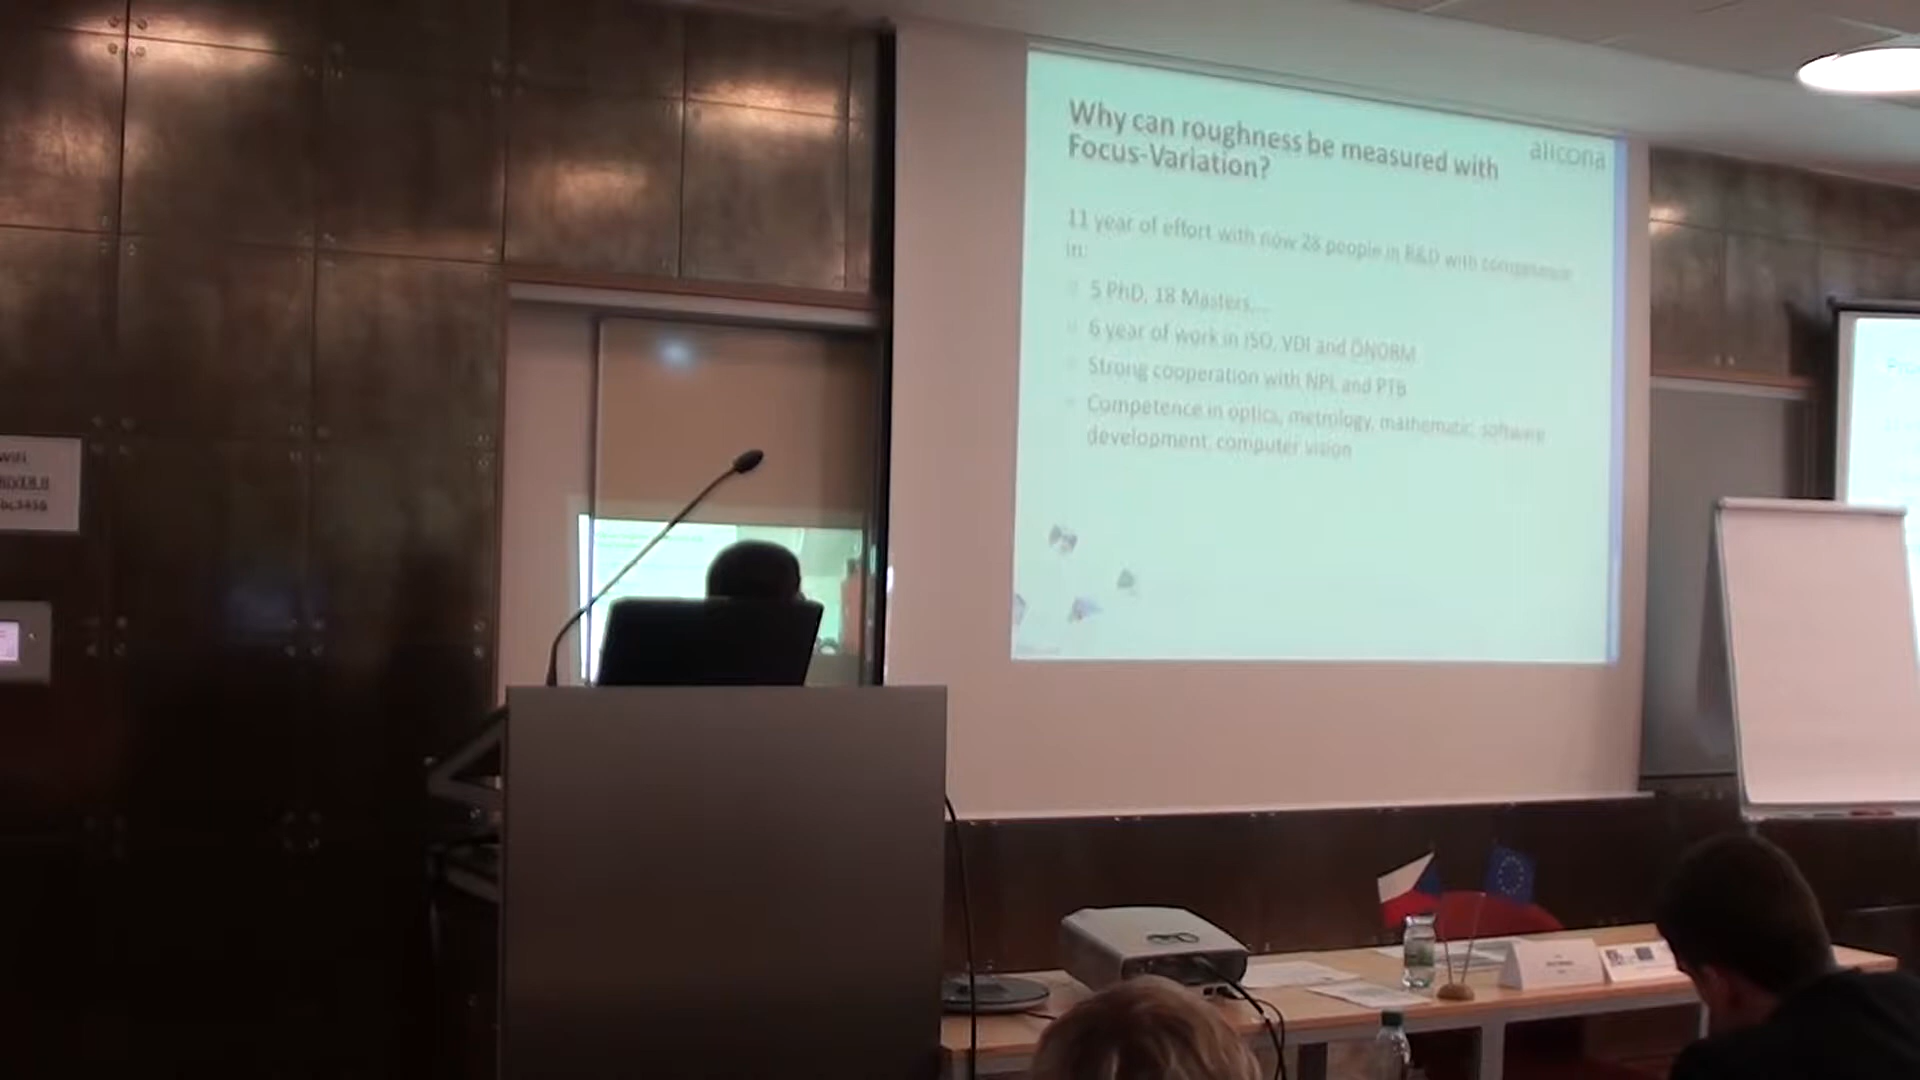 Why can roughness be measured with
Focus-Variation?
alicona
11 year of effort with now 28 people in R&D with competence
in:
5 PhD, 18 Masters,...
6 year of work in ISO, VDI and ÖNORM
Strong cooperation with NPL and PTB
Competence in optics, metrology, mathematic, software
development, computer vision